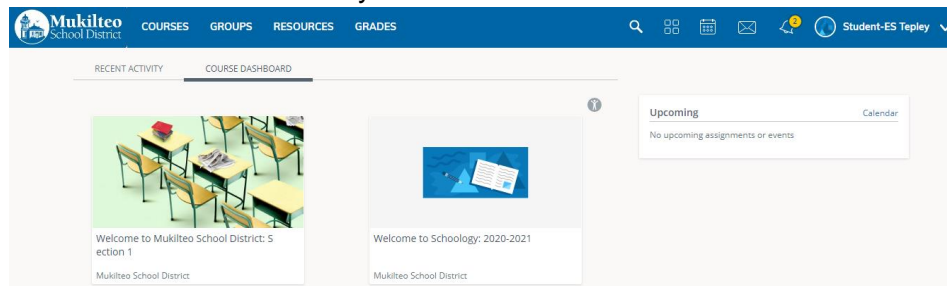 Mukilteo
School District
COURSES GROUPS RESOURCES GRADES
2
Student-ES Tepley
RECENT ACTIVITY COURSE DASHBOARD
Upcoming Calendar
No upcoming assignments or events
Welcome to Mukilteo School District: S
ection 1
Mukilteo School District
Welcome to Schoology: 2020-2021
Mukilteo School District